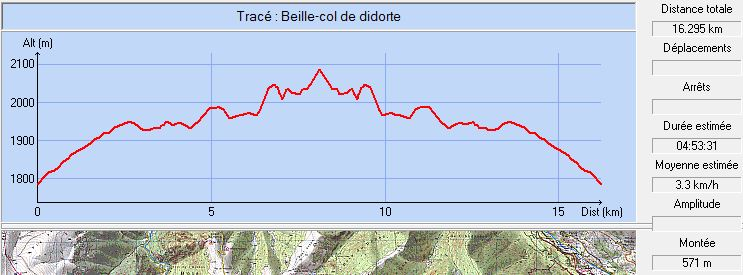 Tracé : Beille-col de didorte
Alt (m)
2100
2000
1900
1800
0
5
10
15
Dist (km)
Distance totale
16.295 km
Déplacements
Arrêts
Durée estimée
04:53:31
Moyenne estimée
3.3 km/h
Amplitude
Montée
571 m